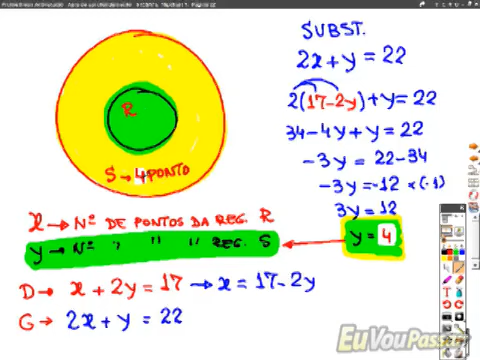 SUBST.
2x + y = 22
2(17-2y)+y = 22
34-4y+y = 22
-3y = 22-34
-3y = -12 ×(-1)
3y = 12
y = 4
R
S → 4 PONTO
x → Nº DE PONTOS DA REG. R
y → Nº " " " REG. S
D → x + 2y = 17 → x = 17 - 2y
G → 2x + y = 22
EuVouPassar